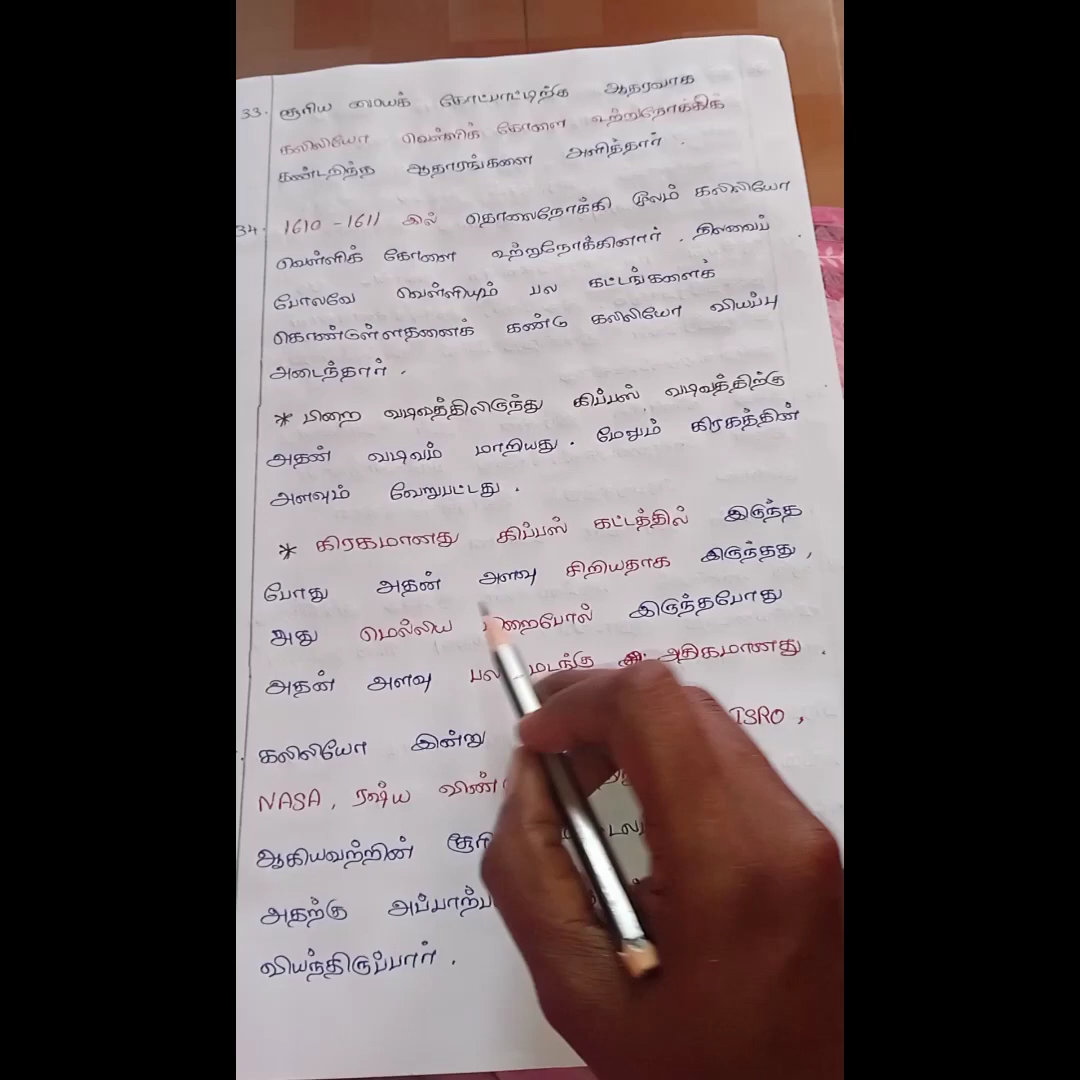 33. சூரிய மையக் கோட்பாட்டிற்கு ஆதரவாக
கலிலியோ வெள்ளிக் கோளை உற்றுநோக்கிக்
கண்டறிந்த ஆதாரங்களை அளித்தார்.
34. 1610 - 1611 இல் தொலைநோக்கி மூலம் கலிலியோ
வெள்ளிக் கோளை உற்றுநோக்கினார். நிலவைப்
போலவே வெள்ளியும் பல கட்டங்களைக்
கொண்டுள்ளதனைக் கண்டு கலிலியோ வியப்பு
அடைந்தார்.
* பிறை வடிவத்திலிருந்து கிப்பஸ் வடிவத்திற்கு
அதன் வடிவம் மாறியது. மேலும் கிரகத்தின்
அளவும் வேறுபட்டது.
* கிரகமானது கிப்பஸ் கட்டத்தில் இருந்த
போது அதன் அளவு சிறியதாக இருந்தது,
அது மெல்லிய இருந்தபோது
அதன் அளவு பல மடங்கு அதிகமானது.
கலிலியோ இன்று ISRO,
NASA, ரஷ்ய
ஆகியவற்றின்
அதற்கு
வியந்திருப்பார்.